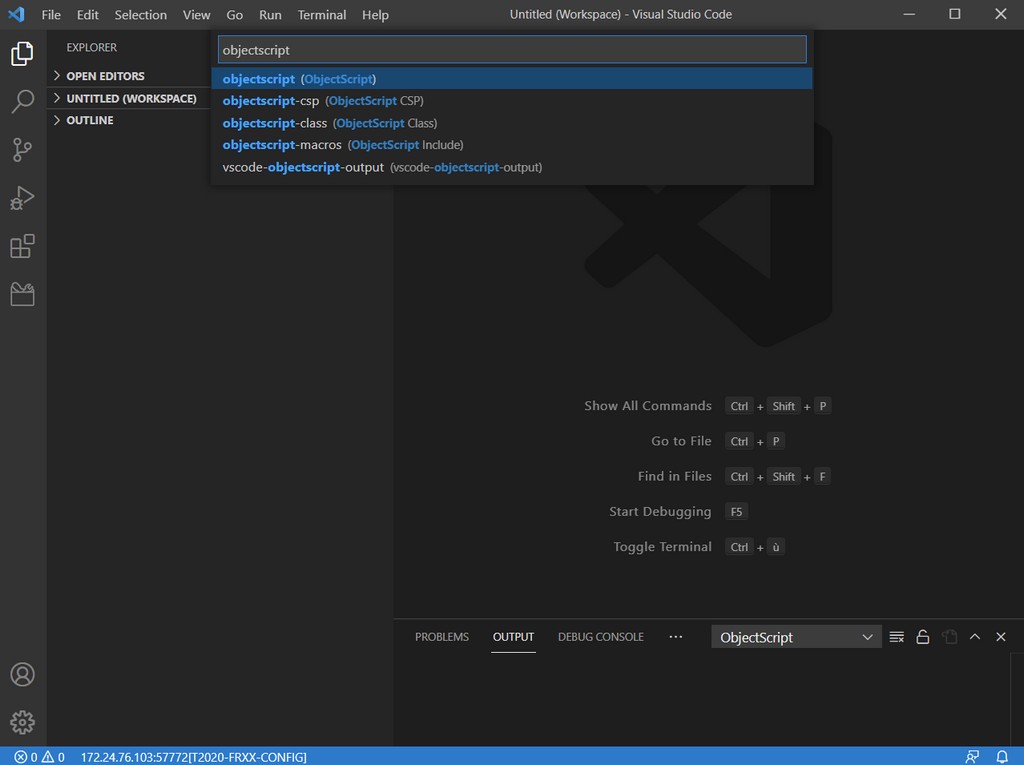 File Edit Selection View Go Run Terminal Help Untitled (Workspace) - Visual Studio Code
EXPLORER
OPEN EDITORS
UNTITLED (WORKSPACE)
OUTLINE
objectscript
objectscript (ObjectScript)
objectscript-csp (ObjectScript CSP)
objectscript-class (ObjectScript Class)
objectscript-macros (ObjectScript Include)
vscode-objectscript-output (vscode-objectscript-output)
Show All Commands Ctrl + Shift + P
Go to File Ctrl + P
Find in Files Ctrl + Shift + F
Start Debugging F5
Toggle Terminal Ctrl + ù
PROBLEMS OUTPUT DEBUG CONSOLE ··· ObjectScript
0 0 172.24.76.103:57772[T2020-FRXX-CONFIG]